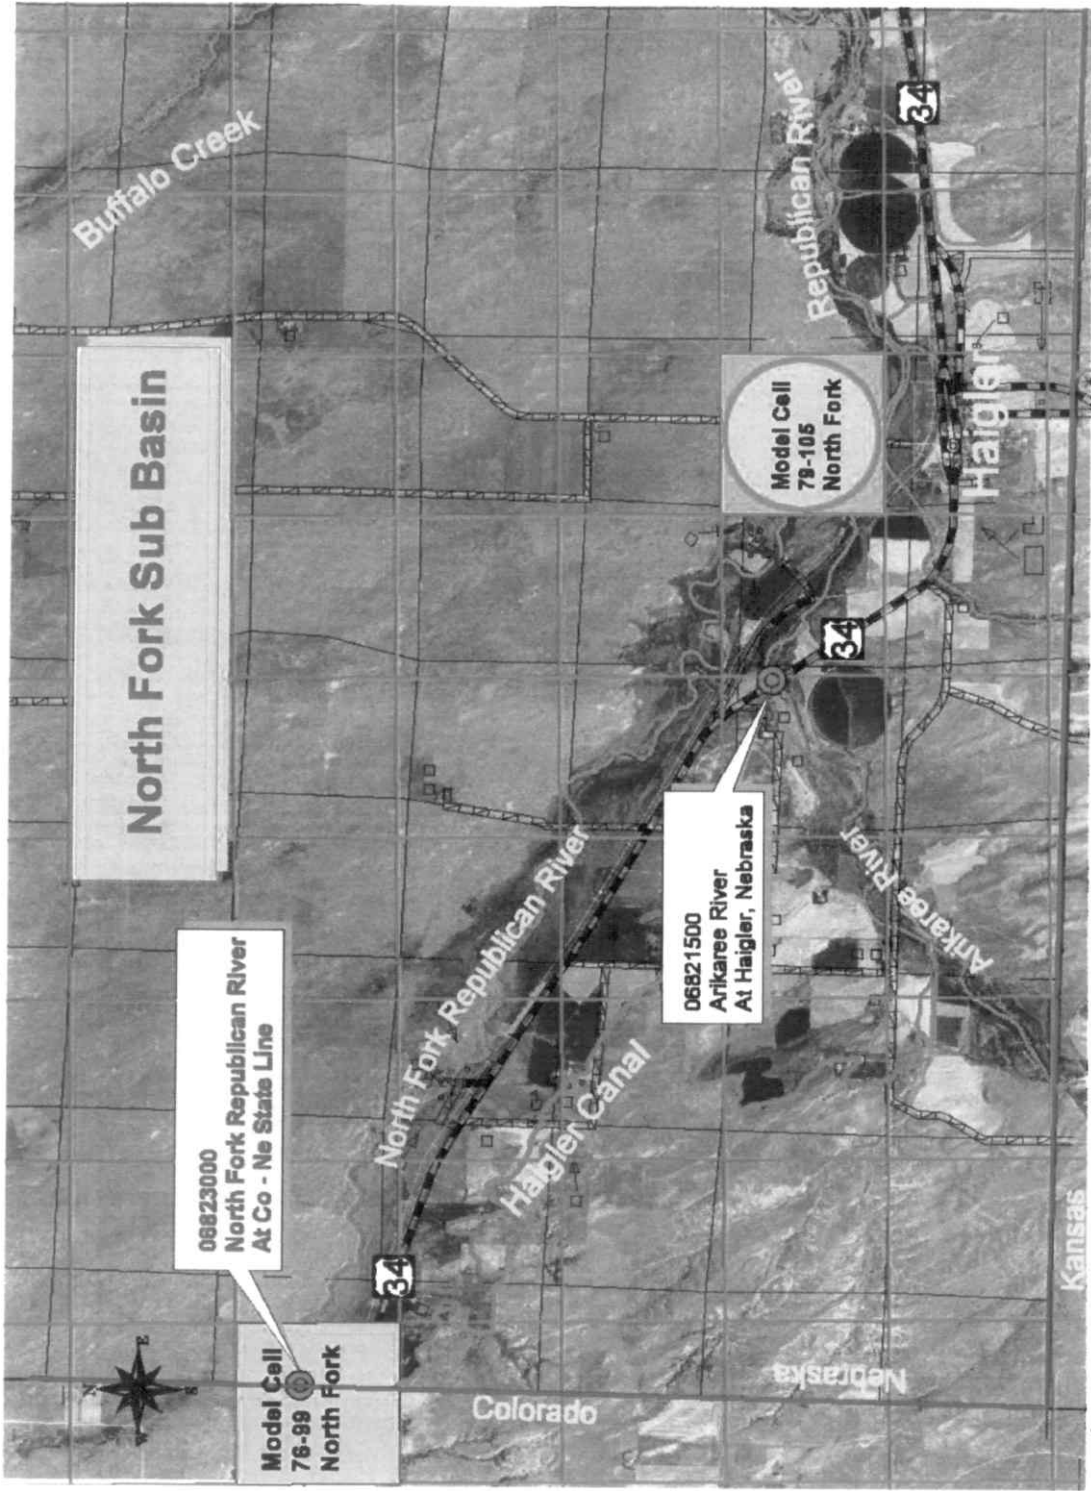 North Fork Sub Basin
Buffalo Creek
N
E
S
W
06823000
North Fork Republican River
At Co - Ne State Line
Model Cell
76-99
North Fork
34
North Fork Republican River
Haigler Canal
Colorado
Nebraska
Kansas
06821500
Arikaree River
At Haigler, Nebraska
Arikaree River
34
Model Cell
79-105
North Fork
Haigler
Republican River
34